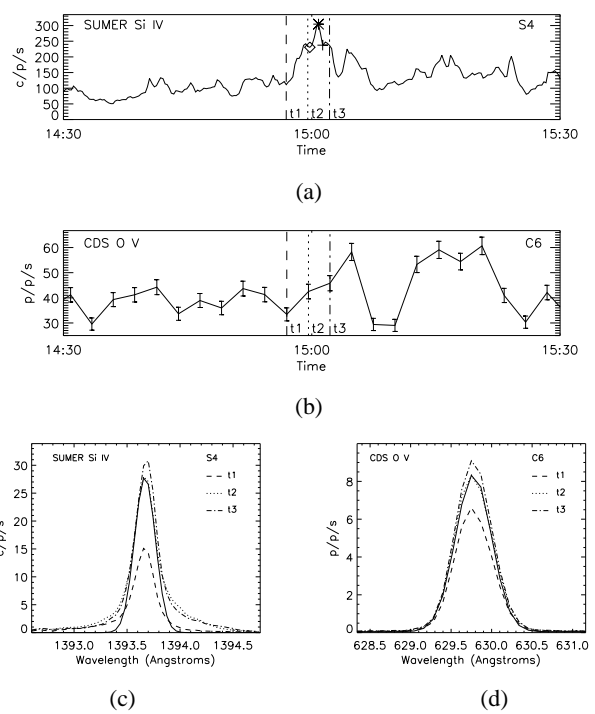 SUMER Si IV S4
300
250
200
150
100
50
0
c/p/s
t1 t2 t3
14:30 15:00 15:30
Time
(a)
CDS O V C6
60
50
40
30
p/p/s
t1 t2 t3
14:30 15:00 15:30
Time
(b)
SUMER Si IV S4
t1
t2
t3
30
25
20
15
10
5
0
c/p/s
1393.0 1393.5 1394.0 1394.5
Wavelength (Angstroms)
(c)
CDS O V C6
t1
t2
t3
8
6
4
2
0
p/p/s
628.5 629.0 629.5 630.0 630.5 631.0
Wavelength (Angstroms)
(d)